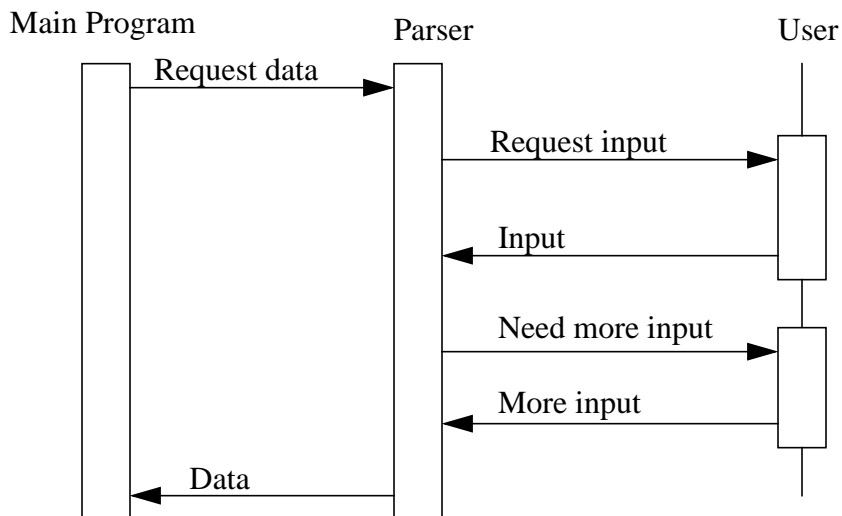 Main Program
Parser
User
Request data
Request input
Input
Need more input
More input
Data